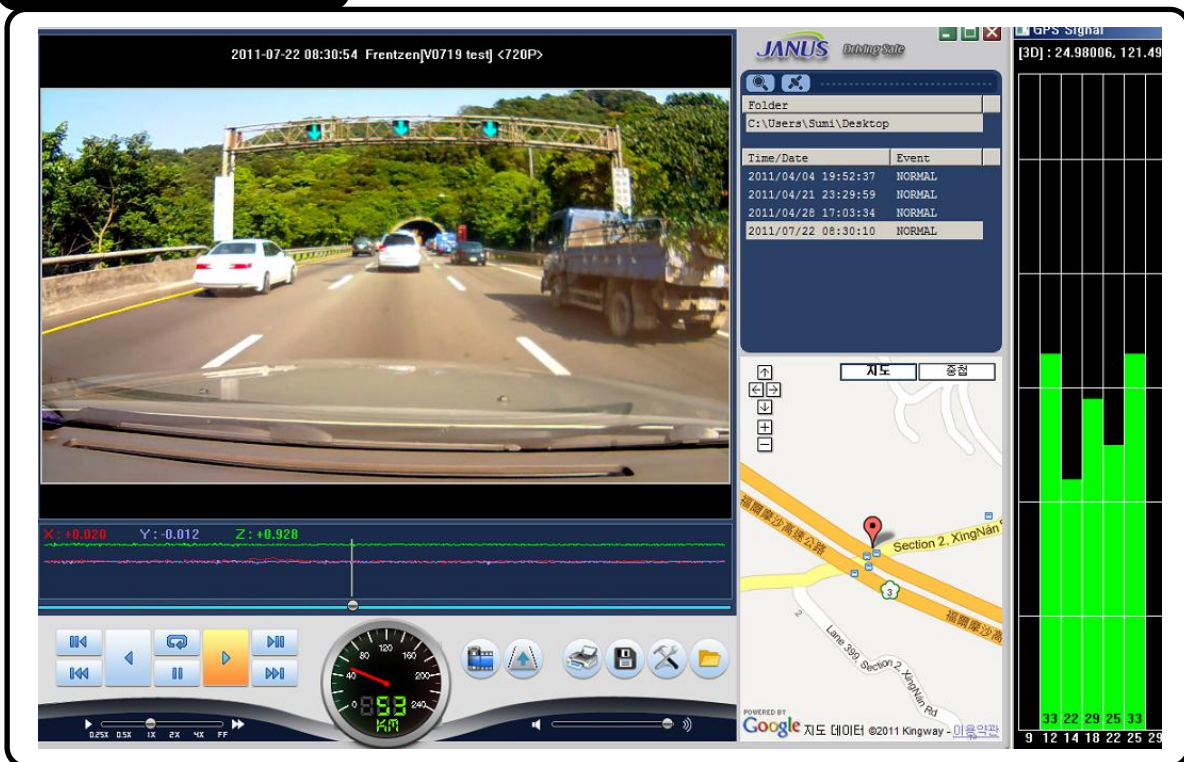 2011-07-22 08:30:54 Frentzen[V0719 test] <720P>
JANUS Driving Safe
Folder
C:\Users\Sumi\Desktop
Time/Date Event
2011/04/04 19:52:37 NORMAL
2011/04/21 23:29:59 NORMAL
2011/04/28 17:03:34 NORMAL
2011/07/22 08:30:10 NORMAL
GPS Signal
[3D] : 24.98006, 121.49
지도 중첩
福爾摩沙高速公路
Section 2, XingNán
3
福爾摩沙高
2
Lane 399, Section 2, XingNán Rd
X: +0.020 Y: -0.012 Z: +0.928
0 40 80 120 160 200 240
53
KM
0.25X 0.5X 1X 2X 4X FF
POWERED BY
Google 지도 데이터 ©2011 Kingway - 이용약관
33 22 29 25 33
9 12 14 18 22 25 29